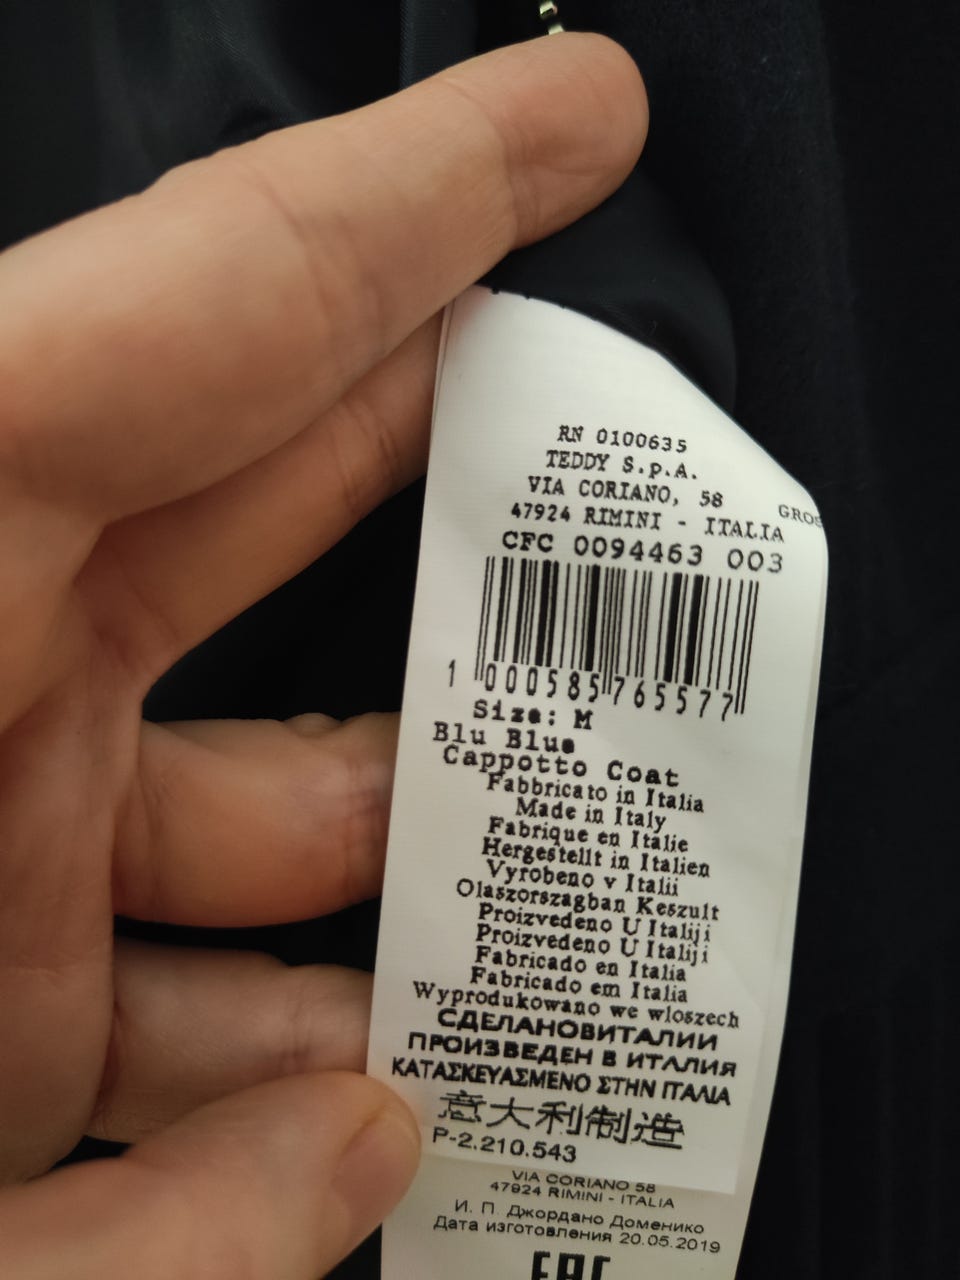 RN 0100635
TEDDY S.p.A.
VIA CORIANO, 58
47924 RIMINI - ITALIA
CFC 0094463 003
1 000585 765577
Size: M
Blu Blue
Cappotto Coat
Fabbricato in Italia
Made in Italy
Fabrique en Italie
Hergestellt in Italien
Vyrobeno v Italii
Olaszorszagban Keszult
Proizvedeno U Italiji
Proizvedeno U Italiji
Fabricado en Italia
Fabricado em Italia
Wyprodukowano we wloszech
СДЕЛАНОВИТАЛИИ
ПРОИЗВЕДЕН В ИТАЛИЯ
ΚΑΤΑΣΚΕΥΑΣΜΕΝΟ ΣΤΗΝ ΙΤΑΛΙΑ
意大利制造
P-2.210.543
VIA CORIANO 58
47924 RIMINI - ITALIA
И. П. Джордано Доменико
Дата изготовления 20.05.2019
EAC